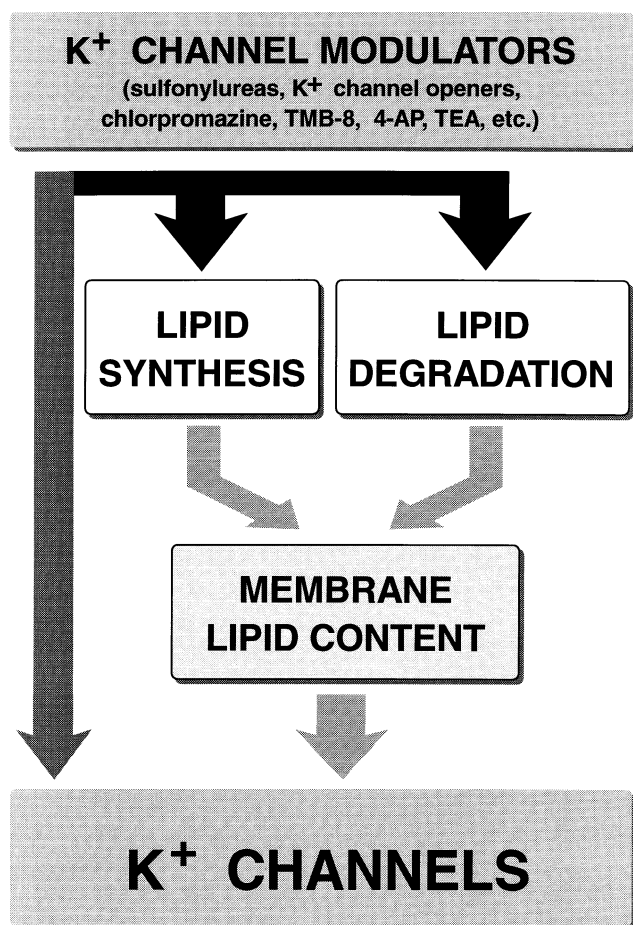 K+ CHANNEL MODULATORS
(sulfonylureas, K+ channel openers,
chlorpromazine, TMB-8, 4-AP, TEA, etc.)
LIPID
SYNTHESIS
LIPID
DEGRADATION
MEMBRANE
LIPID CONTENT
K+ CHANNELS